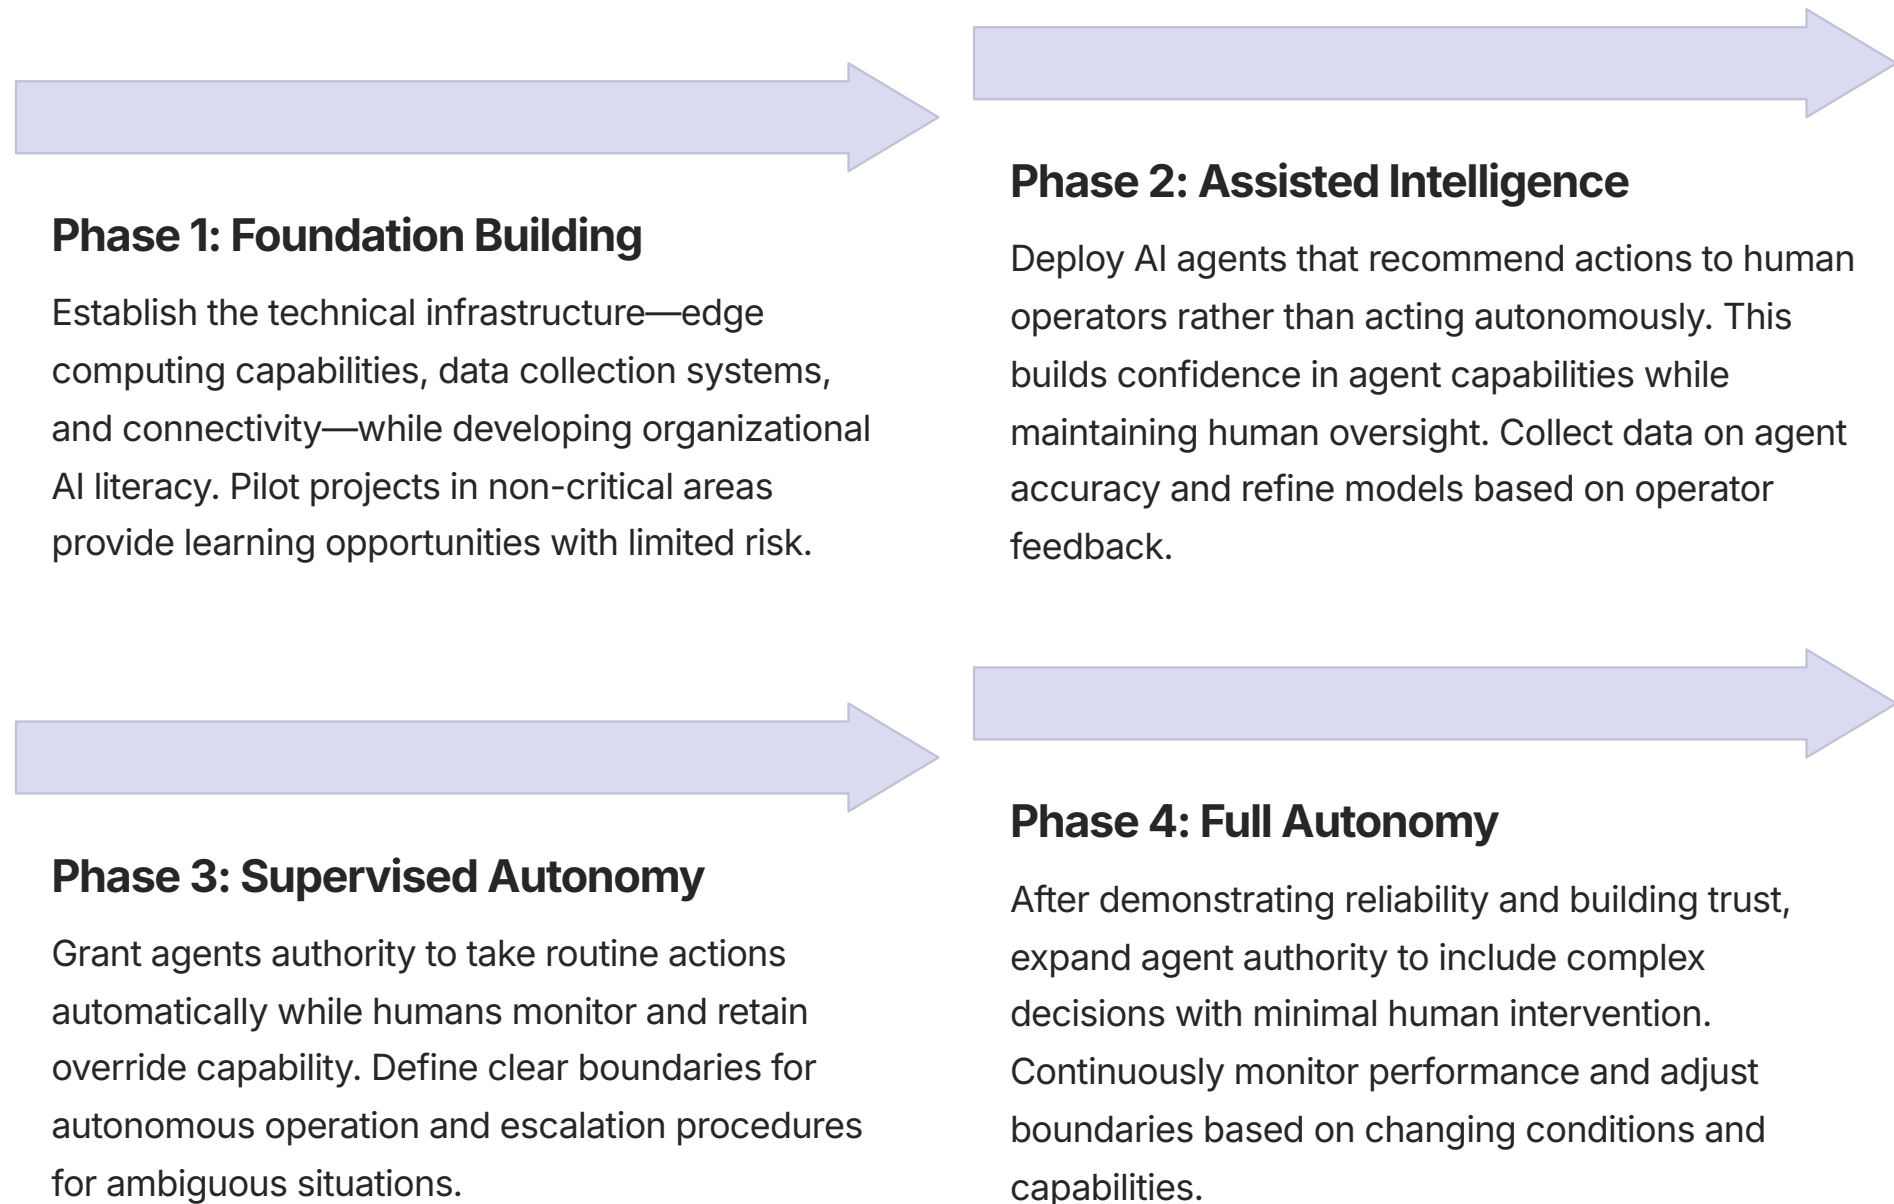 Phase 1: Foundation Building
Establish the technical infrastructure—edge
computing capabilities, data collection systems,
and connectivity—while developing organizational
AI literacy. Pilot projects in non-critical areas
provide learning opportunities with limited risk.
Phase 2: Assisted Intelligence
Deploy AI agents that recommend actions to human
operators rather than acting autonomously. This
builds confidence in agent capabilities while
maintaining human oversight. Collect data on agent
accuracy and refine models based on operator
feedback.
Phase 3: Supervised Autonomy
Grant agents authority to take routine actions
automatically while humans monitor and retain
override capability. Define clear boundaries for
autonomous operation and escalation procedures
for ambiguous situations.
Phase 4: Full Autonomy
After demonstrating reliability and building trust,
expand agent authority to include complex
decisions with minimal human intervention.
Continuously monitor performance and adjust
boundaries based on changing conditions and
capabilities.